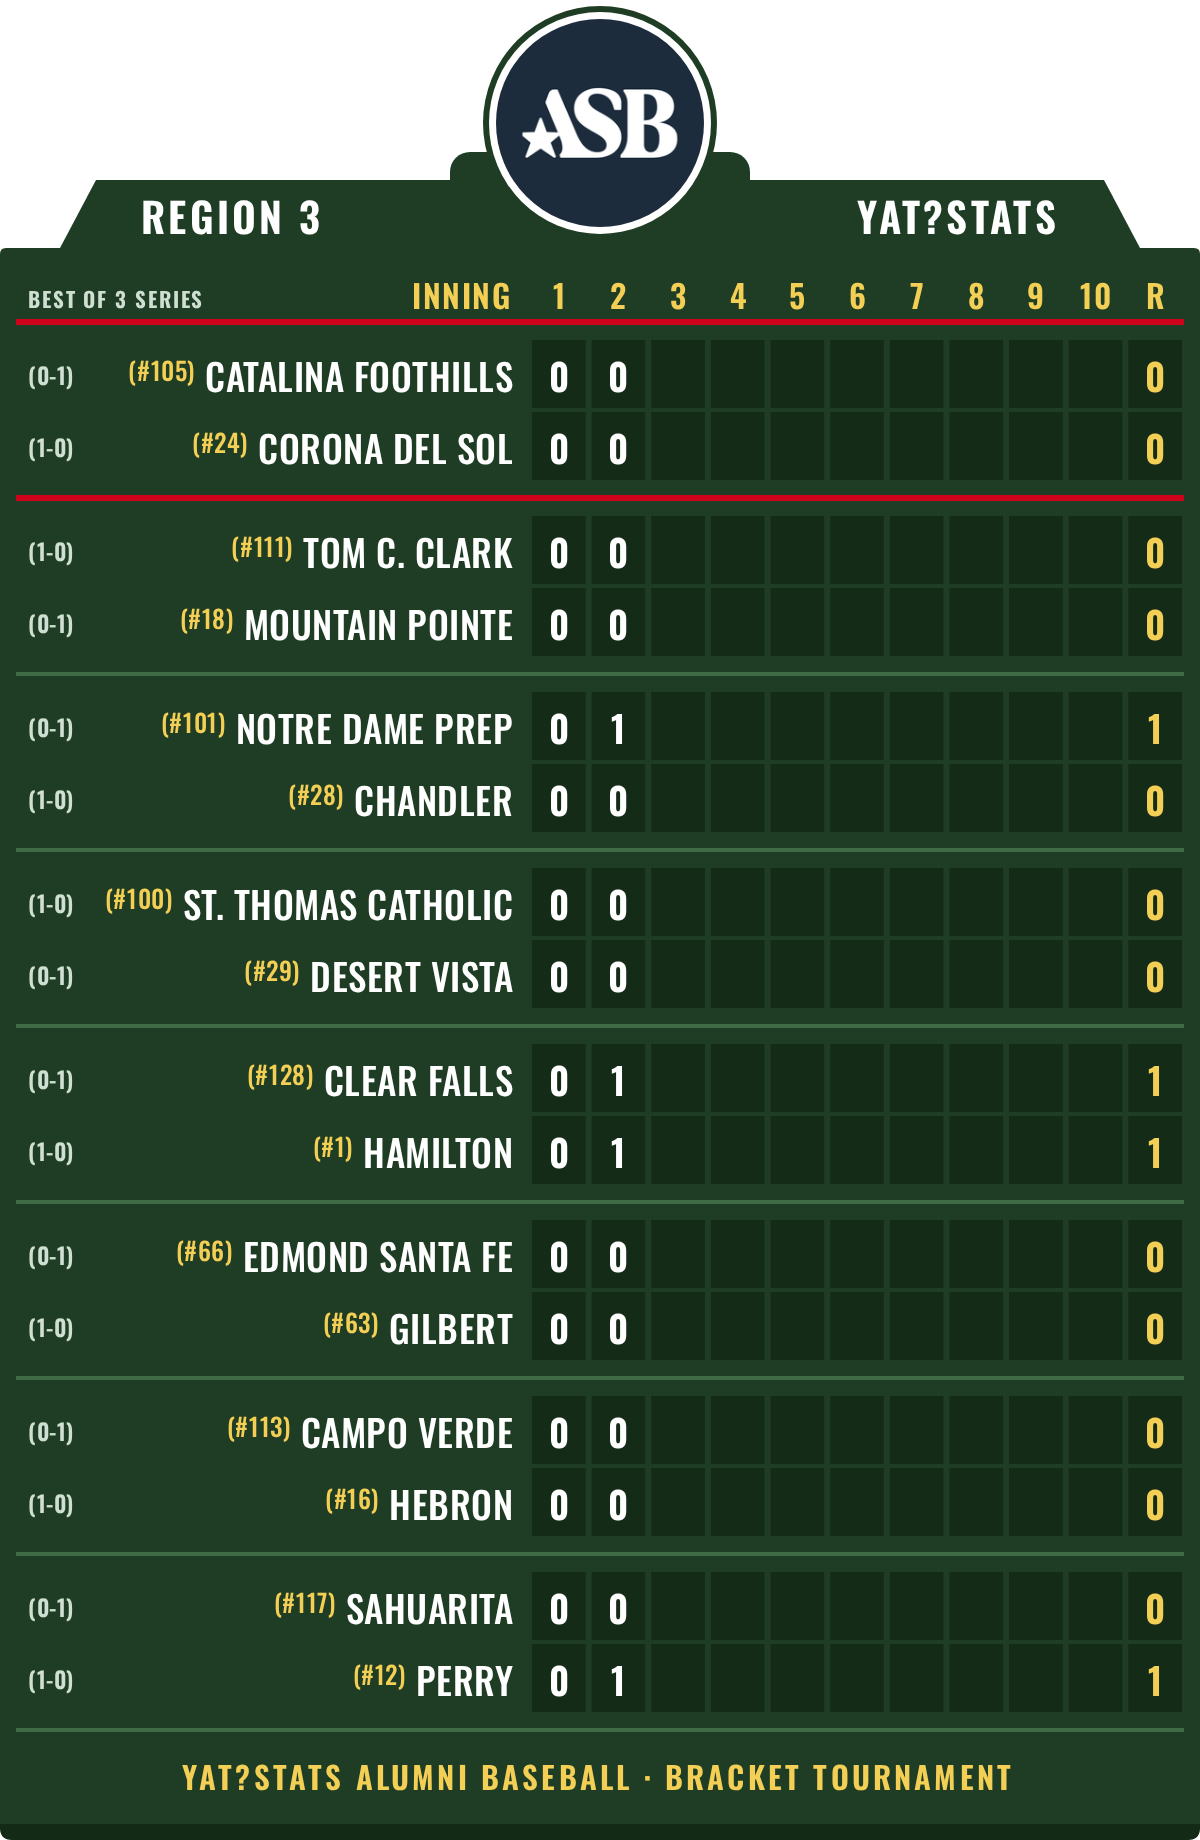 ASB
REGION 3 YAT?STATS
BEST OF 3 SERIES INNING 1 2 3 4 5 6 7 8 9 10 R
(0-1) (#105) CATALINA FOOTHILLS 0 0 0
(1-0) (#24) CORONA DEL SOL 0 0 0
(1-0) (#111) TOM C. CLARK 0 0 0
(0-1) (#18) MOUNTAIN POINTE 0 0 0
(0-1) (#101) NOTRE DAME PREP 0 1 1
(1-0) (#28) CHANDLER 0 0 0
(1-0) (#100) ST. THOMAS CATHOLIC 0 0 0
(0-1) (#29) DESERT VISTA 0 0 0
(0-1) (#128) CLEAR FALLS 0 1 1
(1-0) (#1) HAMILTON 0 1 1
(0-1) (#66) EDMOND SANTA FE 0 0 0
(1-0) (#63) GILBERT 0 0 0
(0-1) (#113) CAMPO VERDE 0 0 0
(1-0) (#16) HEBRON 0 0 0
(0-1) (#117) SAHUARITA 0 0 0
(1-0) (#12) PERRY 0 1 1
YAT?STATS ALUMNI BASEBALL · BRACKET TOURNAMENT